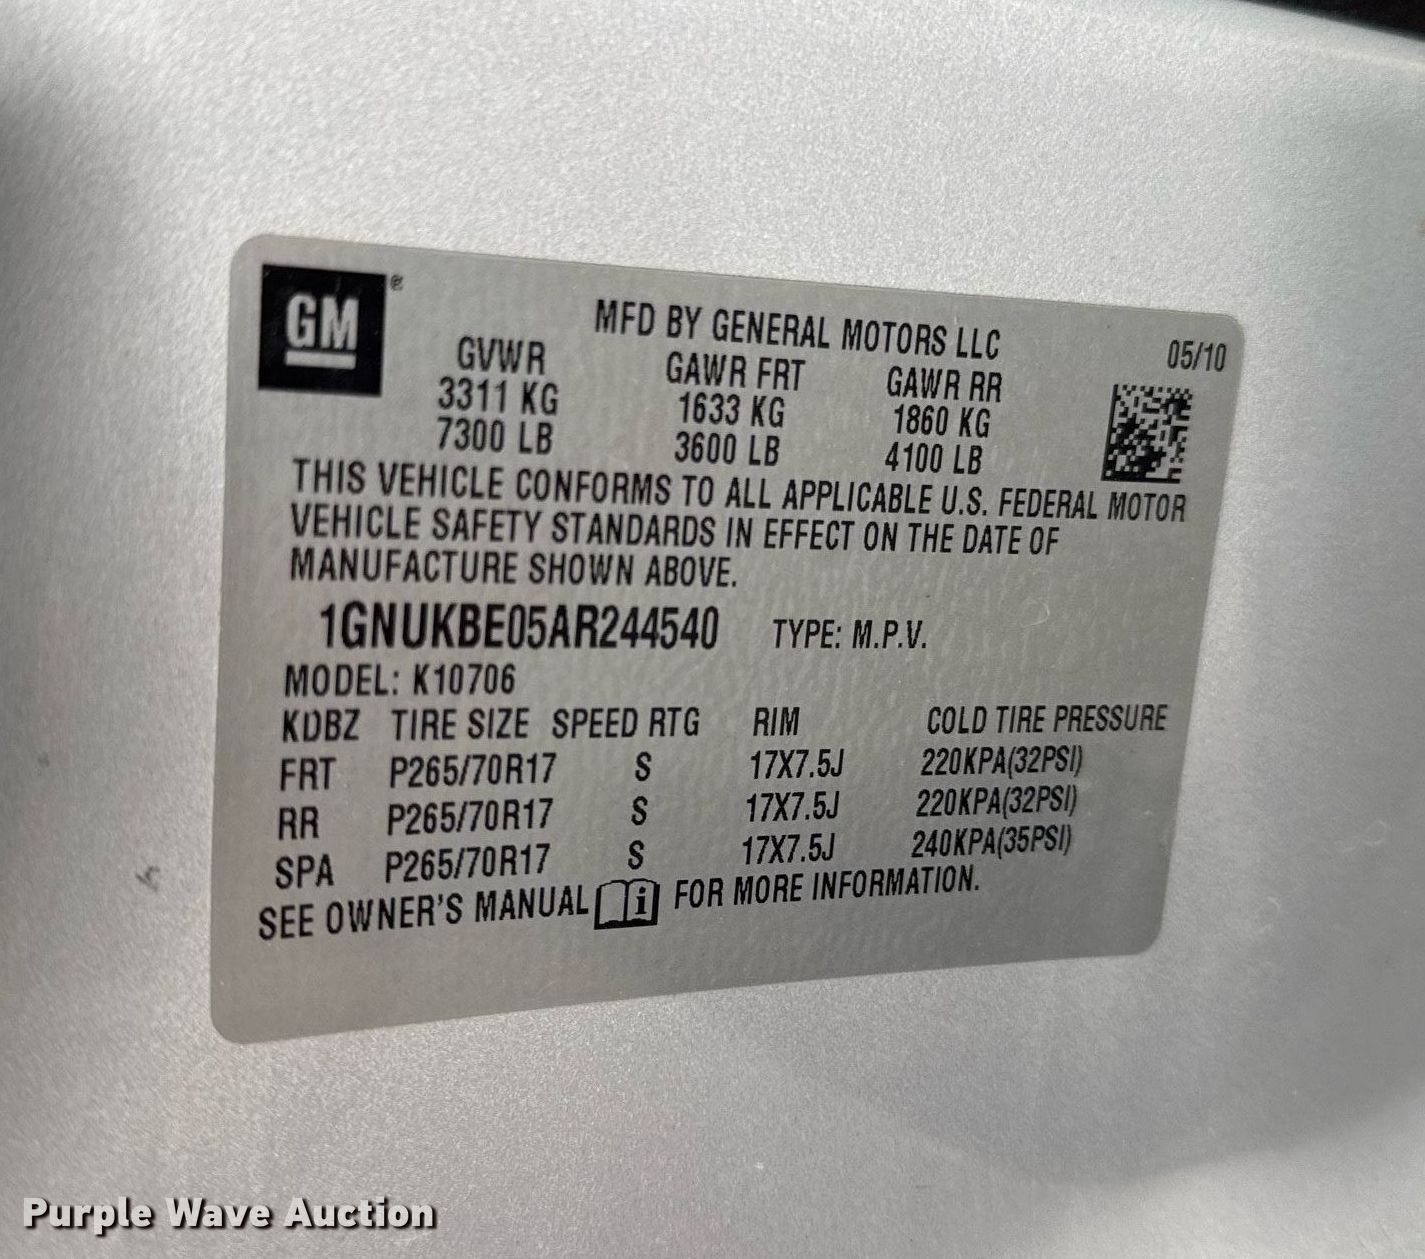 GM®
MFD BY GENERAL MOTORS LLC 05/10
GVWR GAWR FRT GAWR RR
3311 KG 1633 KG 1860 KG
7300 LB 3600 LB 4100 LB
THIS VEHICLE CONFORMS TO ALL APPLICABLE U.S. FEDERAL MOTOR
VEHICLE SAFETY STANDARDS IN EFFECT ON THE DATE OF
MANUFACTURE SHOWN ABOVE.
1GNUKBE05AR244540 TYPE: M.P.V.
MODEL: K10706
KDBZ TIRE SIZE SPEED RTG RIM COLD TIRE PRESSURE
FRT P265/70R17 S 17X7.5J 220KPA(32PSI)
RR P265/70R17 S 17X7.5J 220KPA(32PSI)
SPA P265/70R17 S 17X7.5J 240KPA(35PSI)
SEE OWNER'S MANUAL i FOR MORE INFORMATION.
Purple Wave Auction